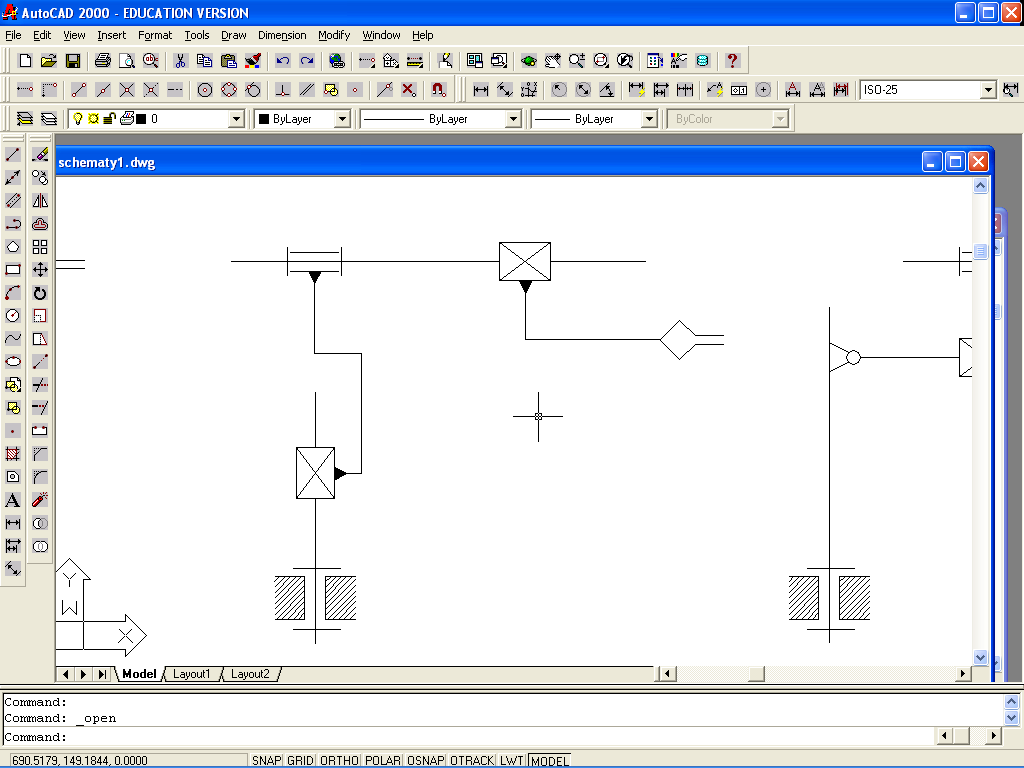 AutoCAD 2000 - EDUCATION VERSION
File Edit View Insert Format Tools Draw Dimension Modify Window Help
ISO-25
0 ByLayer ByLayer ByLayer ByColor
schematy1.dwg
A
Y
W
X
Model Layout1 Layout2
Command:
Command: _open
Command:
690.5179, 149.1844, 0.0000 SNAP GRID ORTHO POLAR OSNAP OTRACK LWT MODEL